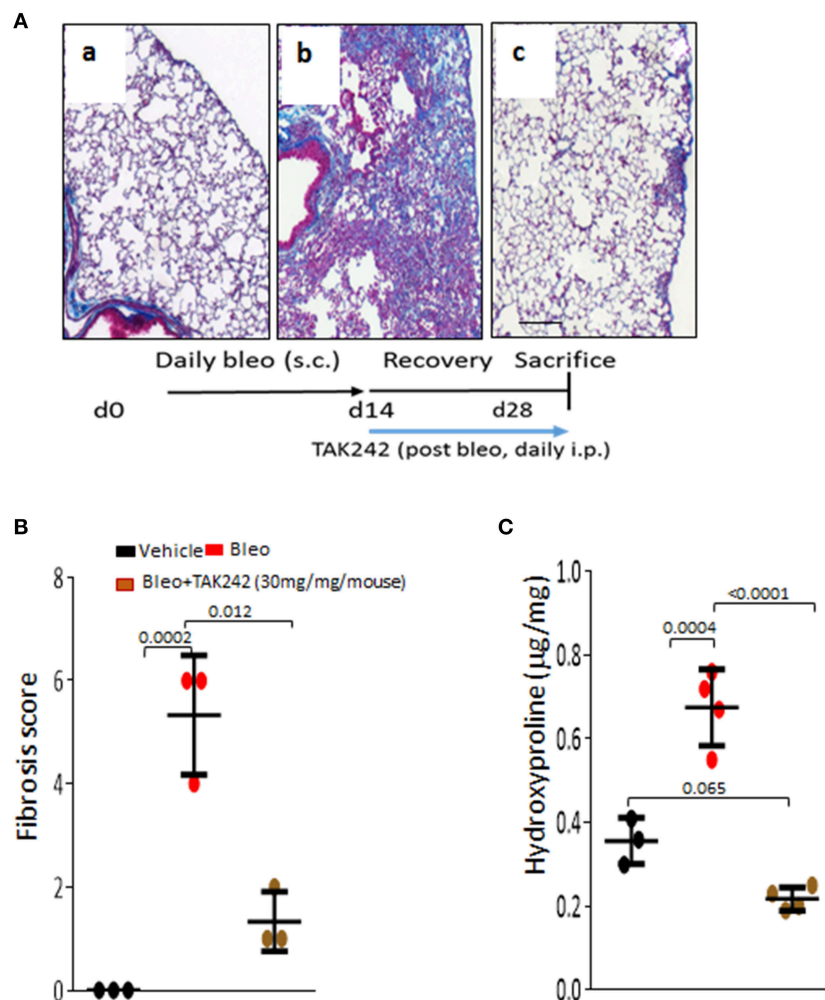 A
a b c
Daily bleo (s.c.) Recovery Sacrifice
d0 d14 d28
TAK242 (post bleo, daily i.p.)
B
Vehicle Bleo
Bleo+TAK242 (30mg/mg/mouse)
Fibrosis score
8
6
4
2
0
0.0002
0.012
C
Hydroxyproline (µg/mg)
1.0
0.8
0.6
0.4
0.2
0.0
<0.0001
0.0004
0.065